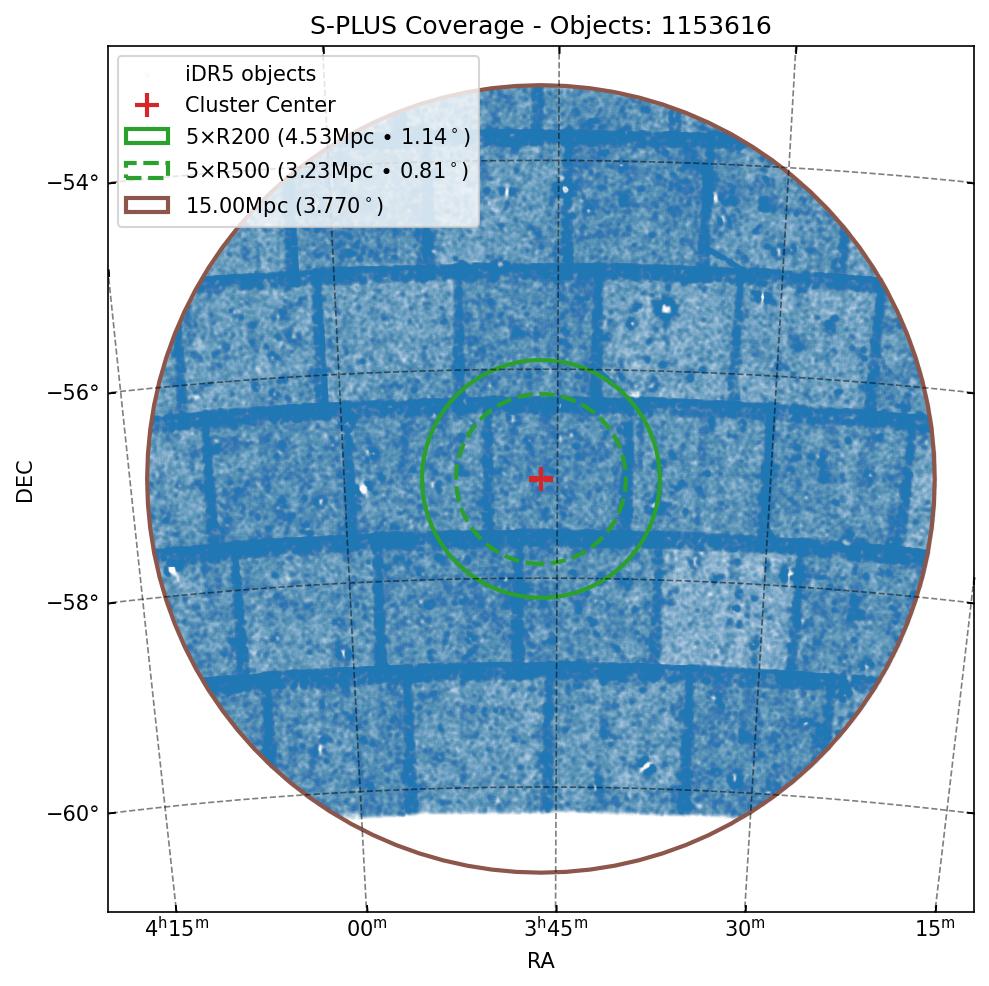 S-PLUS Coverage - Objects: 1153616
iDR5 objects
Cluster Center
5×R200 (4.53Mpc • 1.14°)
5×R500 (3.23Mpc • 0.81°)
15.00Mpc (3.770°)
−54°
−56°
−58°
−60°
DEC
4ʰ15ᵐ 00ᵐ 3ʰ45ᵐ 30ᵐ 15ᵐ
RA